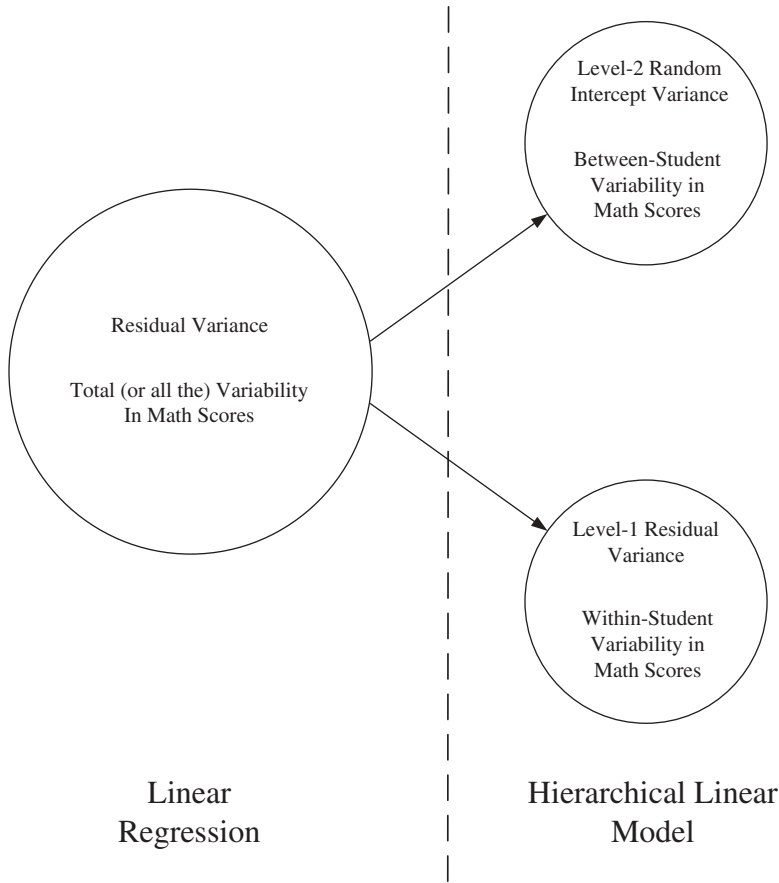 Residual Variance
Total (or all the) Variability
In Math Scores
Level-2 Random
Intercept Variance
Between-Student
Variability in
Math Scores
Level-1 Residual
Variance
Within-Student
Variability in
Math Scores
Linear
Regression
Hierarchical Linear
Model